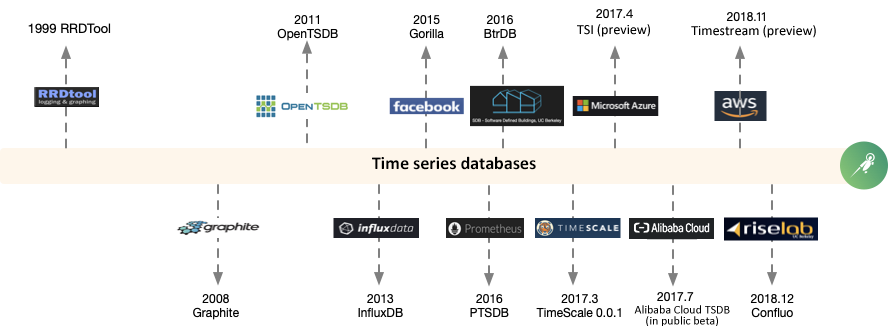 1999 RRDTool
2011
OpenTSDB
2015
Gorilla
2016
BtrDB
2017.4
TSI (preview)
2018.11
Timestream (preview)
RRDtool
logging & graphing
OPENTSDB
facebook
SDB - Software Defined Buildings, UC Berkeley
Microsoft Azure
aws
Time series databases
graphite
influxdata
Prometheus
TIMESCALE
Alibaba Cloud
riselab
UC Berkeley
2008
Graphite
2013
InfluxDB
2016
PTSDB
2017.3
TimeScale 0.0.1
2017.7
Alibaba Cloud TSDB
(in public beta)
2018.12
Confluo